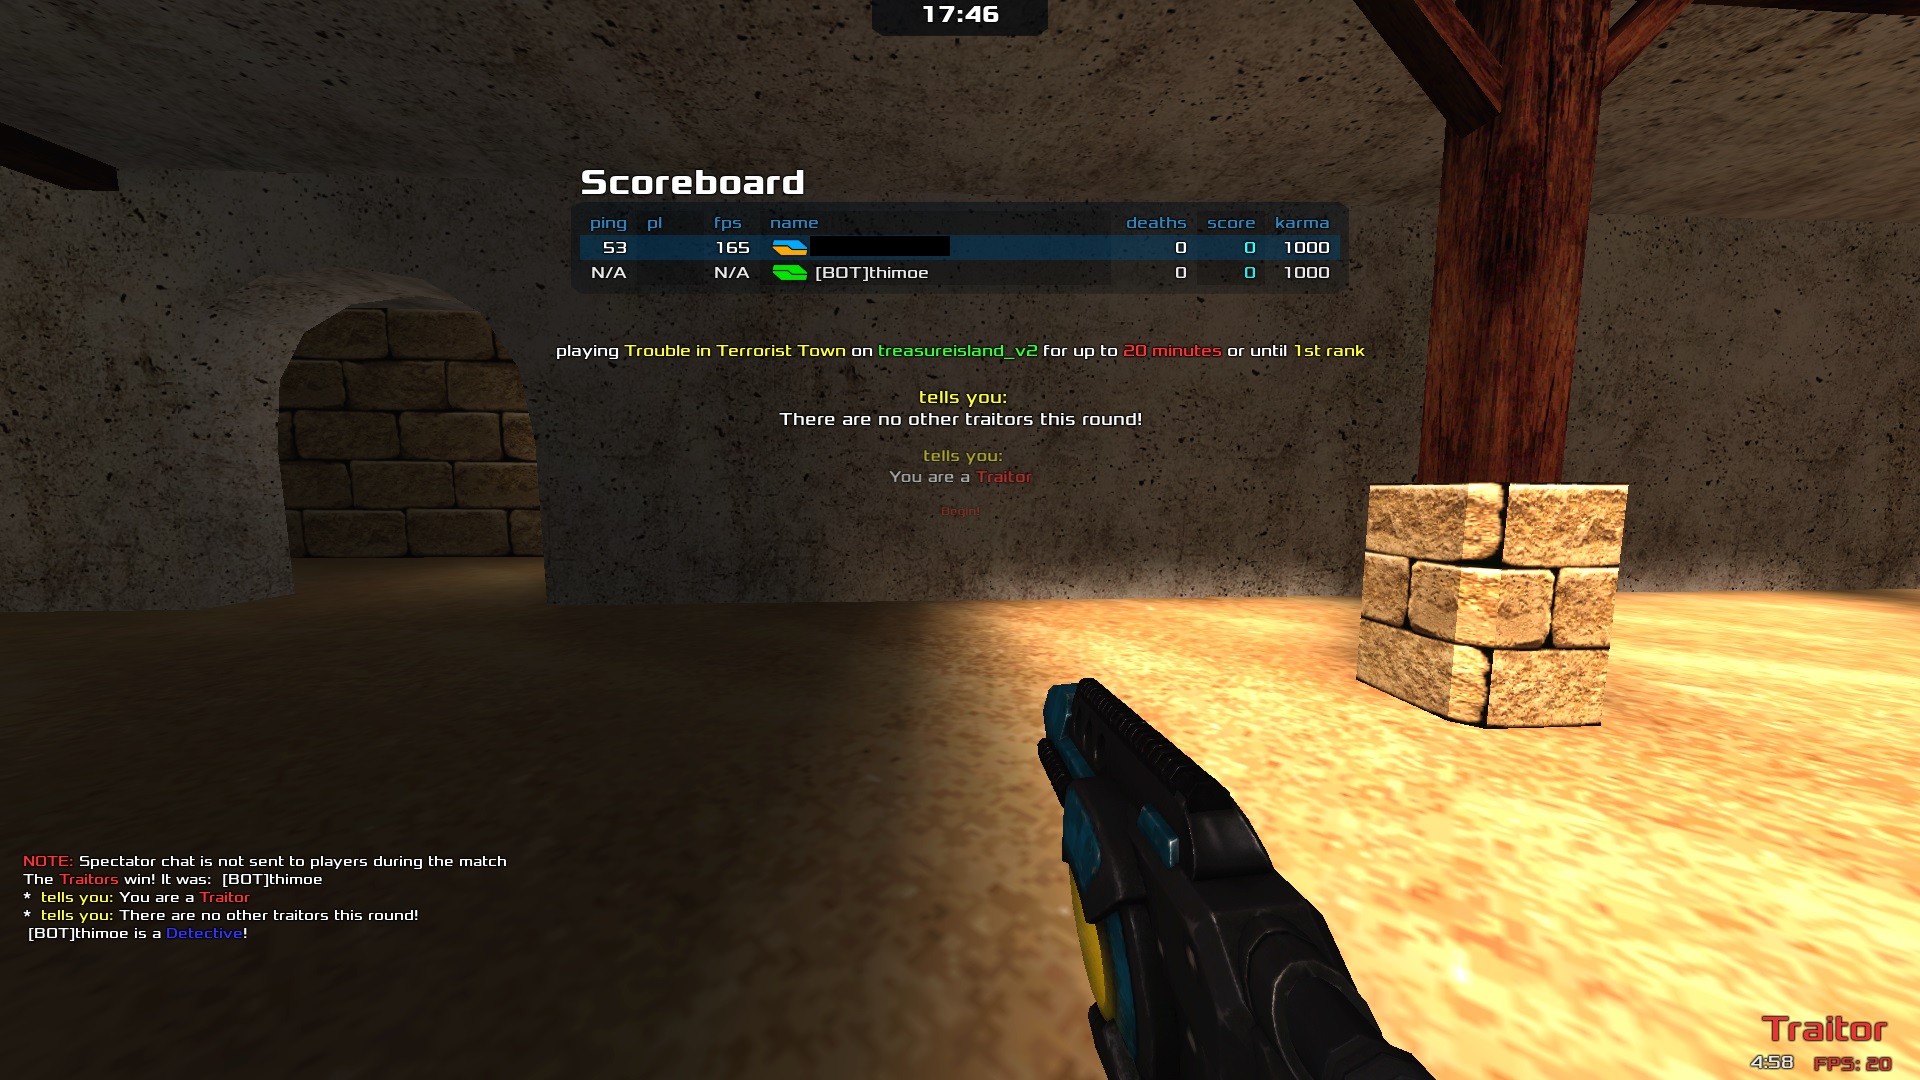 17:46
Scoreboard
ping pl fps name deaths score karma
53 165 0 0 1000
N/A N/A [BOT]thimoe 0 0 1000
playing Trouble in Terrorist Town on treasureisland_v2 for up to 20 minutes or until 1st rank
tells you:
There are no other traitors this round!
tells you:
You are a Traitor
Begin!
NOTE: Spectator chat is not sent to players during the match
The Traitors win! It was: [BOT]thimoe
* tells you: You are a Traitor
* tells you: There are no other traitors this round!
[BOT]thimoe is a Detective!
Traitor
4:58 FPS: 20